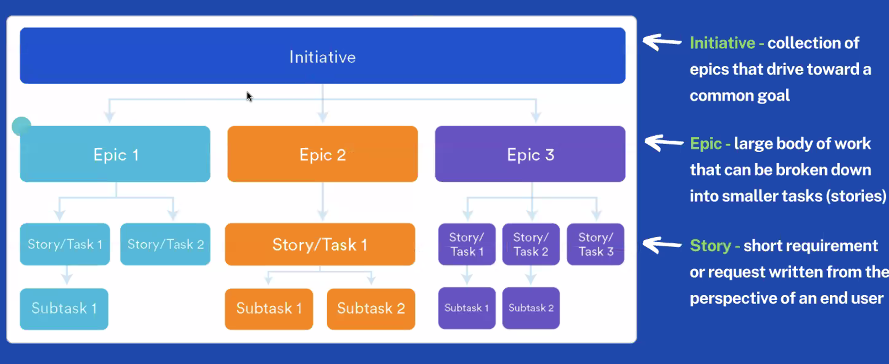 Initiative
Epic 1
Epic 2
Epic 3
Story/Task 1
Story/Task 2
Story/Task 1
Story/
Task 1
Story/
Task 2
Story/
Task 3
Subtask 1
Subtask 1
Subtask 2
Subtask 1
Subtask 2
Initiative - collection of
epics that drive toward a
common goal
Epic - large body of work
that can be broken down
into smaller tasks (stories)
Story - short requirement
or request written from the
perspective of an end user